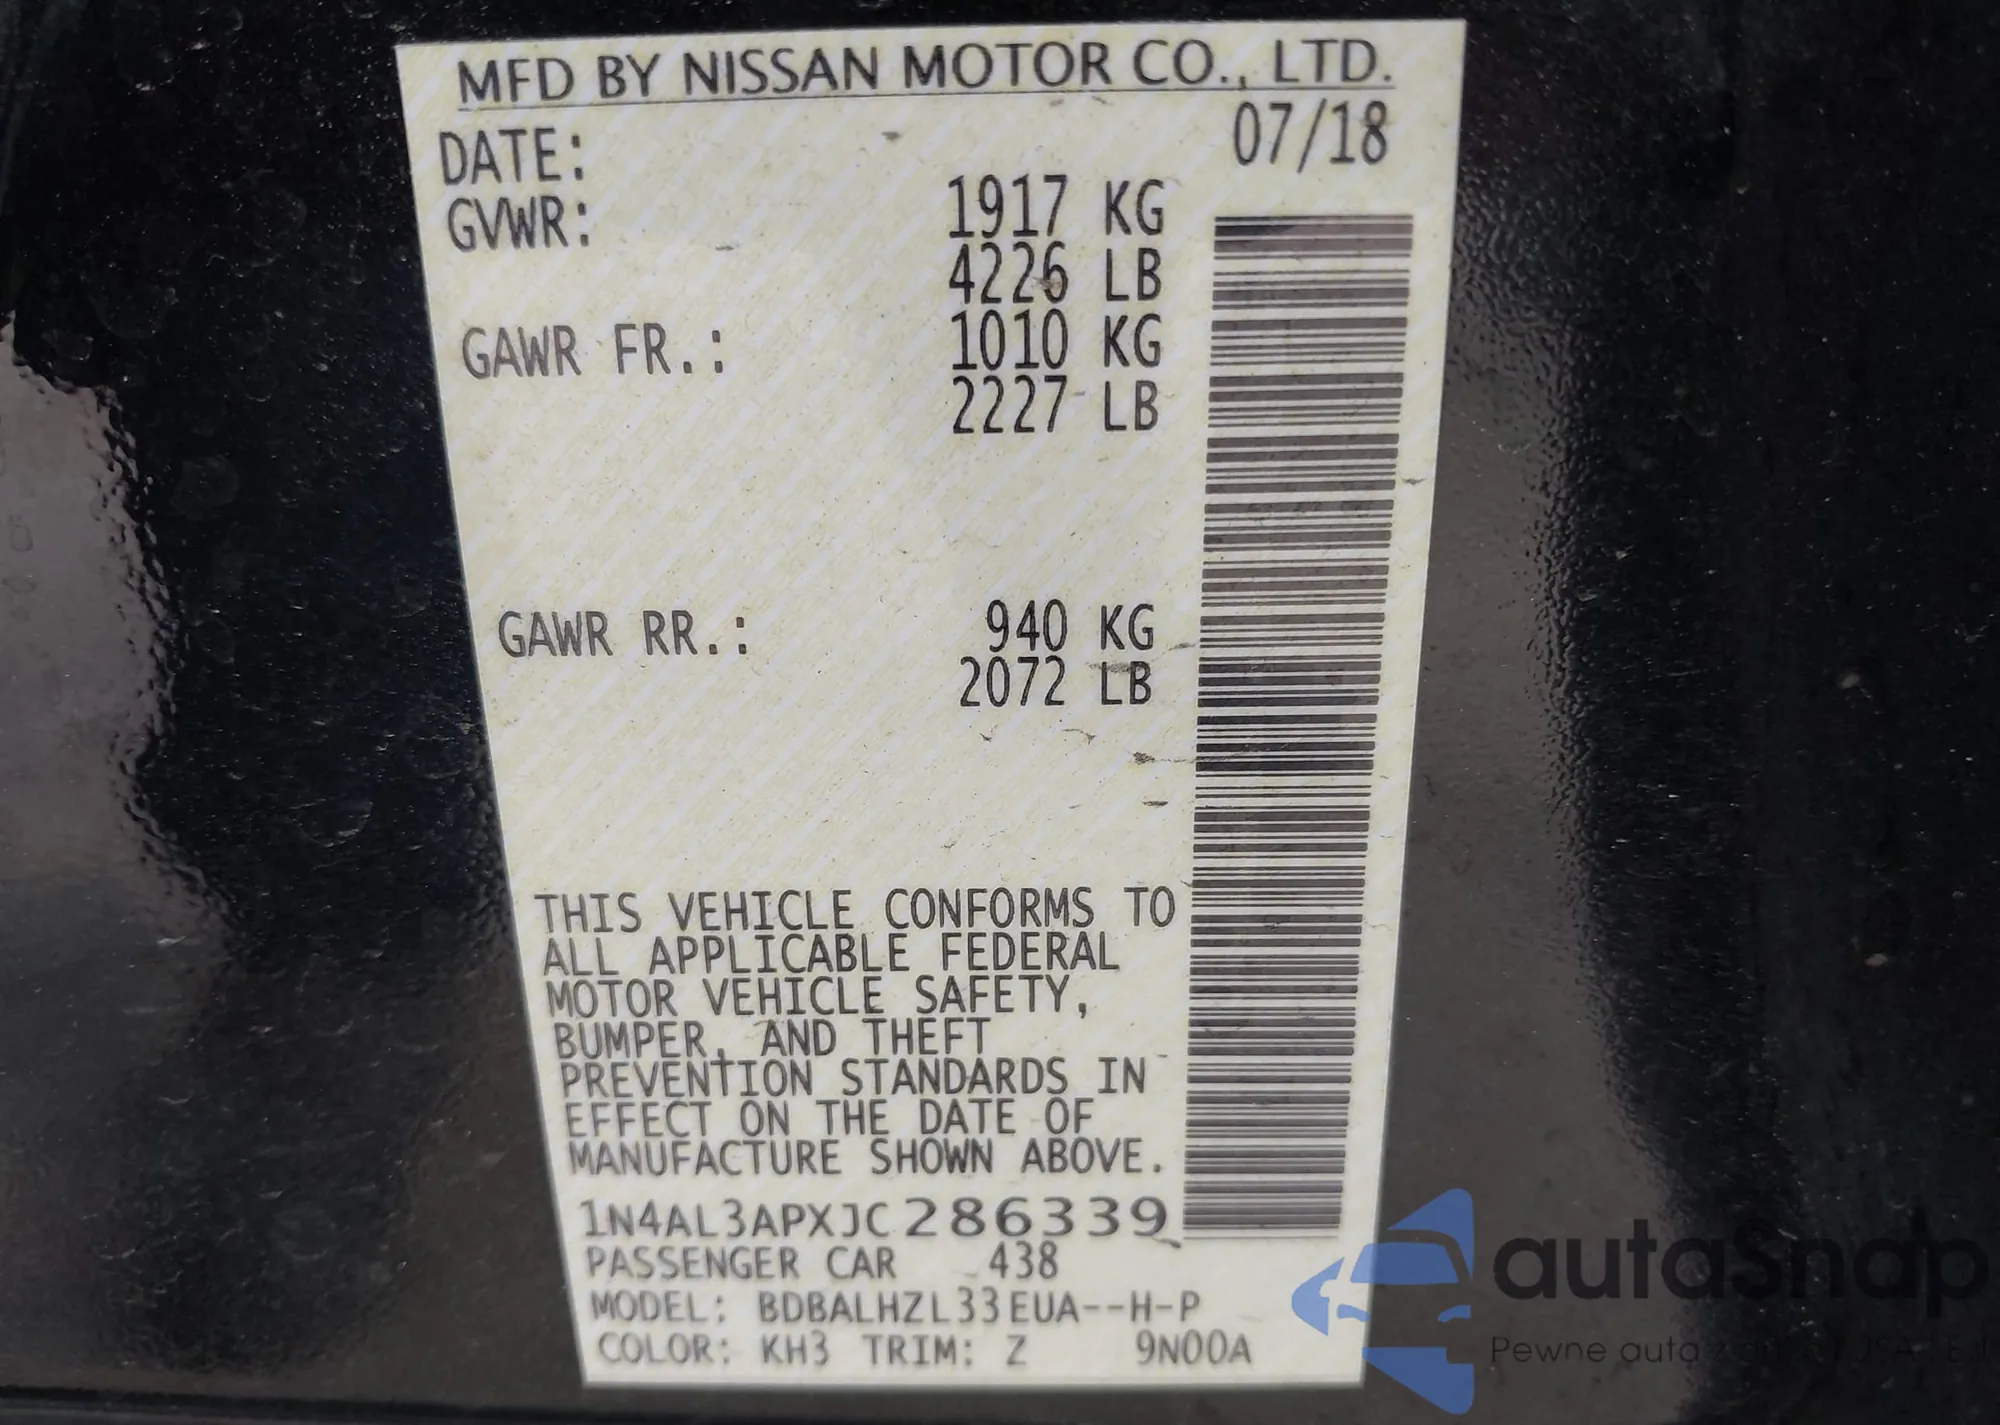 MFD BY NISSAN MOTOR CO., LTD.
DATE: 07/18
GVWR: 1917 KG
4226 LB
GAWR FR.: 1010 KG
2227 LB
GAWR RR.: 940 KG
2072 LB
THIS VEHICLE CONFORMS TO
ALL APPLICABLE FEDERAL
MOTOR VEHICLE SAFETY,
BUMPER, AND THEFT
PREVENTION STANDARDS IN
EFFECT ON THE DATE OF
MANUFACTURE SHOWN ABOVE.
1N4AL3APXJC286339
PASSENGER CAR 438
MODEL: BDBALHZL33EUA--H-P
COLOR: KH3 TRIM: Z 9N00A
autaSnap
Pewne auta z